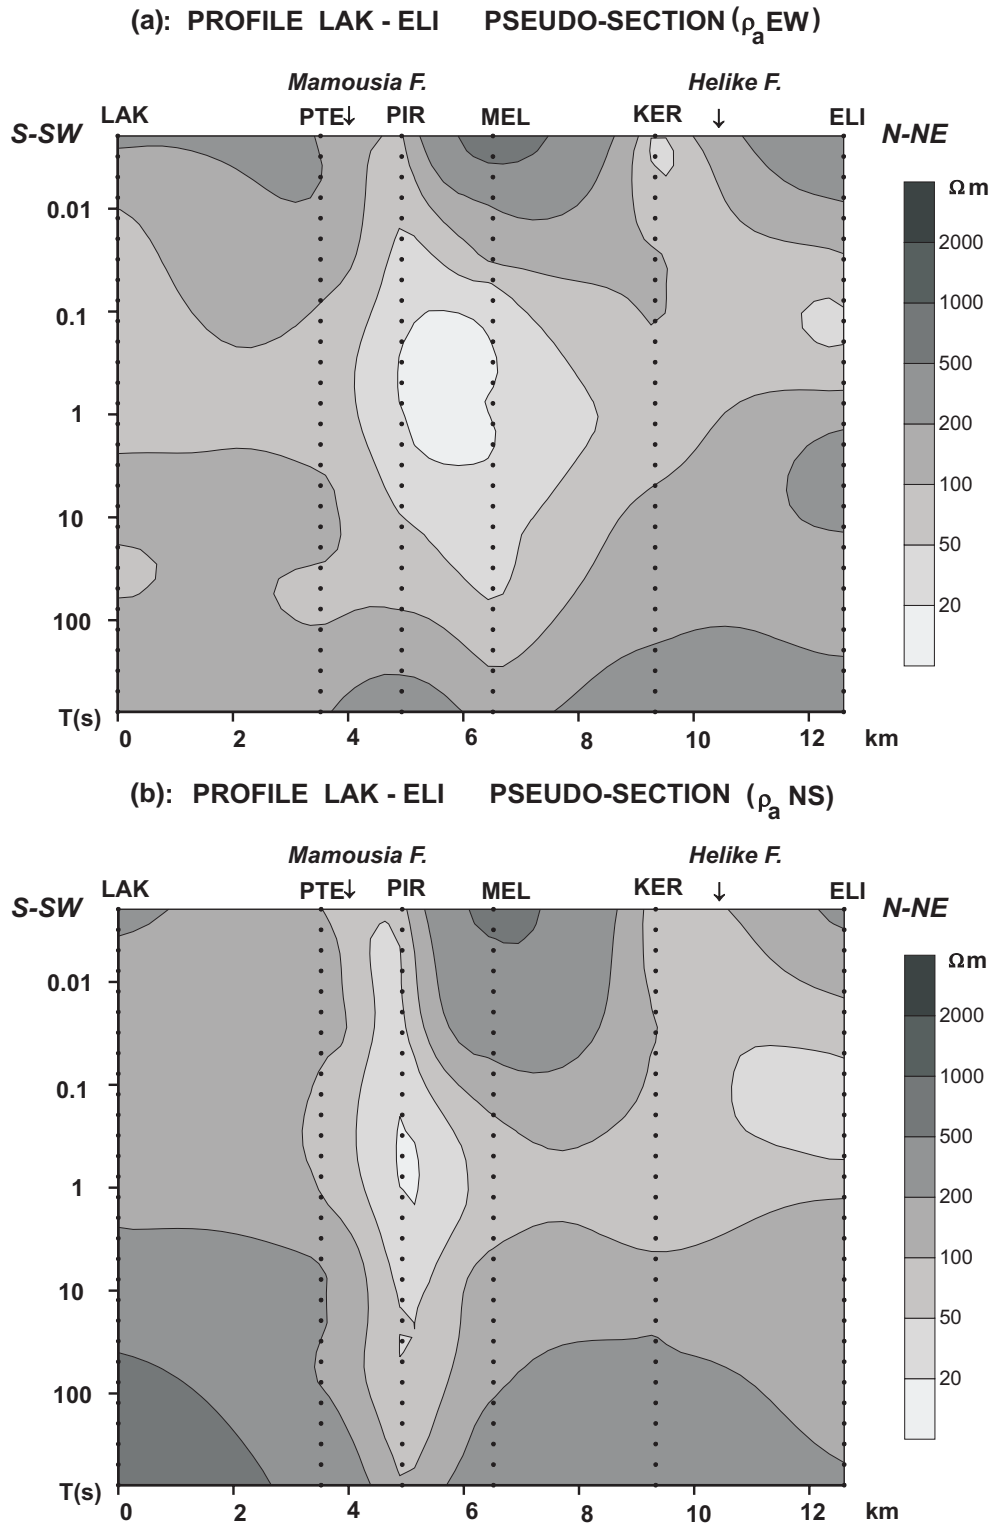 (a): PROFILE LAK - ELI PSEUDO-SECTION (ρaEW)
Mamousia F. Helike F.
LAK PTE↓ PIR MEL KER ↓ ELI
S-SW N-NE
Ωm
0.01
2000
1000
0.1
500
200
1
100
10
50
20
100
T(s)
0 2 4 6 8 10 12 km
(b): PROFILE LAK - ELI PSEUDO-SECTION (ρa NS)
Mamousia F. Helike F.
LAK PTE↓ PIR MEL KER ↓ ELI
S-SW N-NE
Ωm
0.01
2000
1000
0.1
500
1
200
100
10
50
20
100
T(s)
0 2 4 6 8 10 12 km